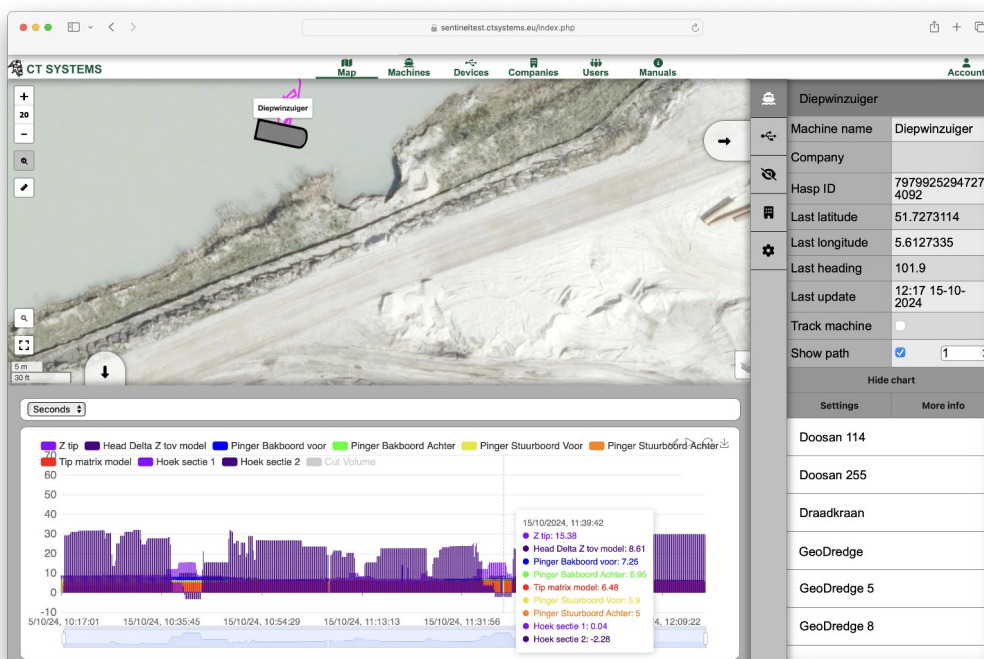 sentineltest.ctsystems.eu/index.php
CT SYSTEMS
Map
Machines
Devices
Companies
Users
Manuals
Account
+
20
−
Diepwinzuiger
5 m
30 ft
Diepwinzuiger
Machine name Diepwinzuiger
Company
Hasp ID 7979925294727
4092
Last latitude 51.7273114
Last longitude 5.6127335
Last heading 101.9
Last update 12:17 15-10-
2024
Track machine
Show path 1
Hide chart
Settings More info
Doosan 114
Doosan 255
Draadkraan
GeoDredge
GeoDredge 5
GeoDredge 8
Seconds
Z tip Head Delta Z tov model Pinger Bakboord voor Pinger Bakboord Achter Pinger Stuurboord Voor Pinger Stuurboord Achter
Tip matrix model Hoek sectie 1 Hoek sectie 2 Cut Volume
70
60
50
40
30
20
10
0
-10
5/10/24, 10:17:01 15/10/24, 10:35:45 15/10/24, 10:54:29 15/10/24, 11:13:13 15/10/24, 11:31:56 4, 12:09:22
15/10/2024, 11:39:42
Z tip: 15.38
Head Delta Z tov model: 8.61
Pinger Bakboord voor: 7.25
Pinger Bakboord Achter: 6.95
Tip matrix model: 6.48
Pinger Stuurboord Voor: 5.9
Pinger Stuurboord Achter: 5
Hoek sectie 1: 0.04
Hoek sectie 2: -2.28